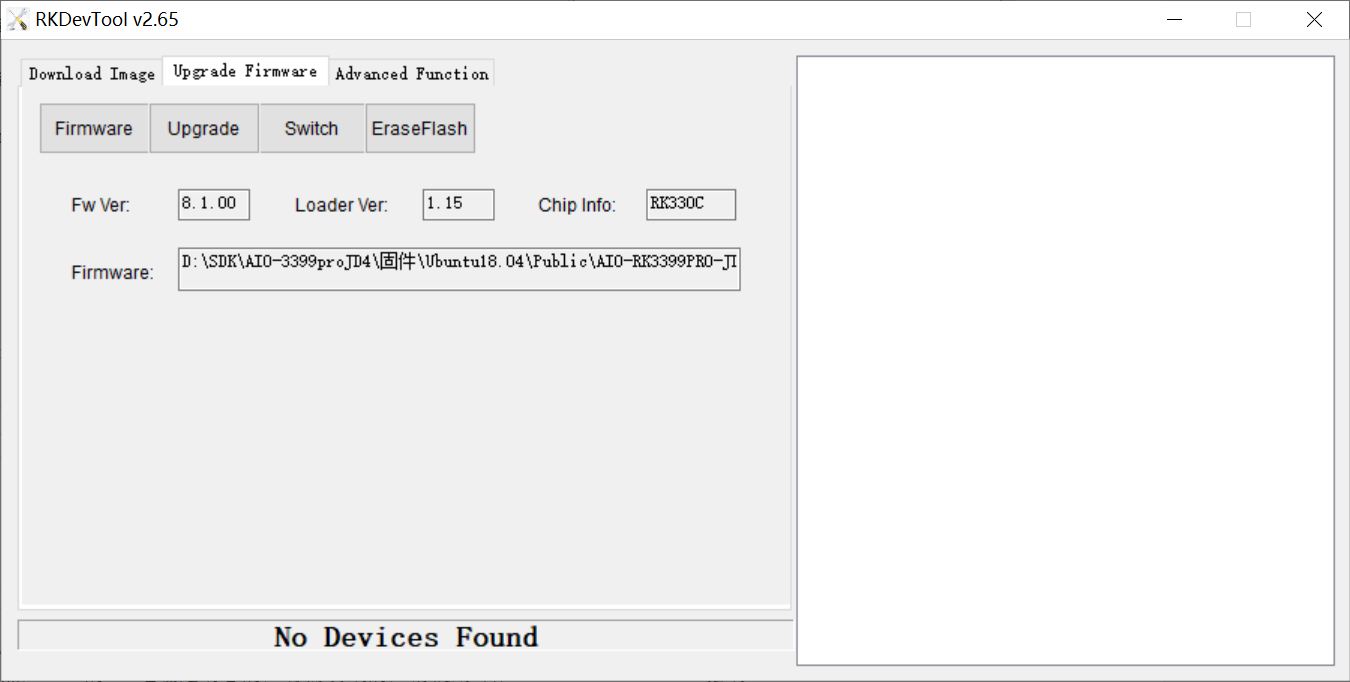 RKDevTool v2.65
Download Image Upgrade Firmware Advanced Function
Firmware Upgrade Switch EraseFlash
Fw Ver: 8.1.00 Loader Ver: 1.15 Chip Info: RK330C
Firmware: D:\SDK\AIO-3399proJD4\固件\Ubuntu18.04\Public\AIO-RK3399PRO-JI
No Devices Found